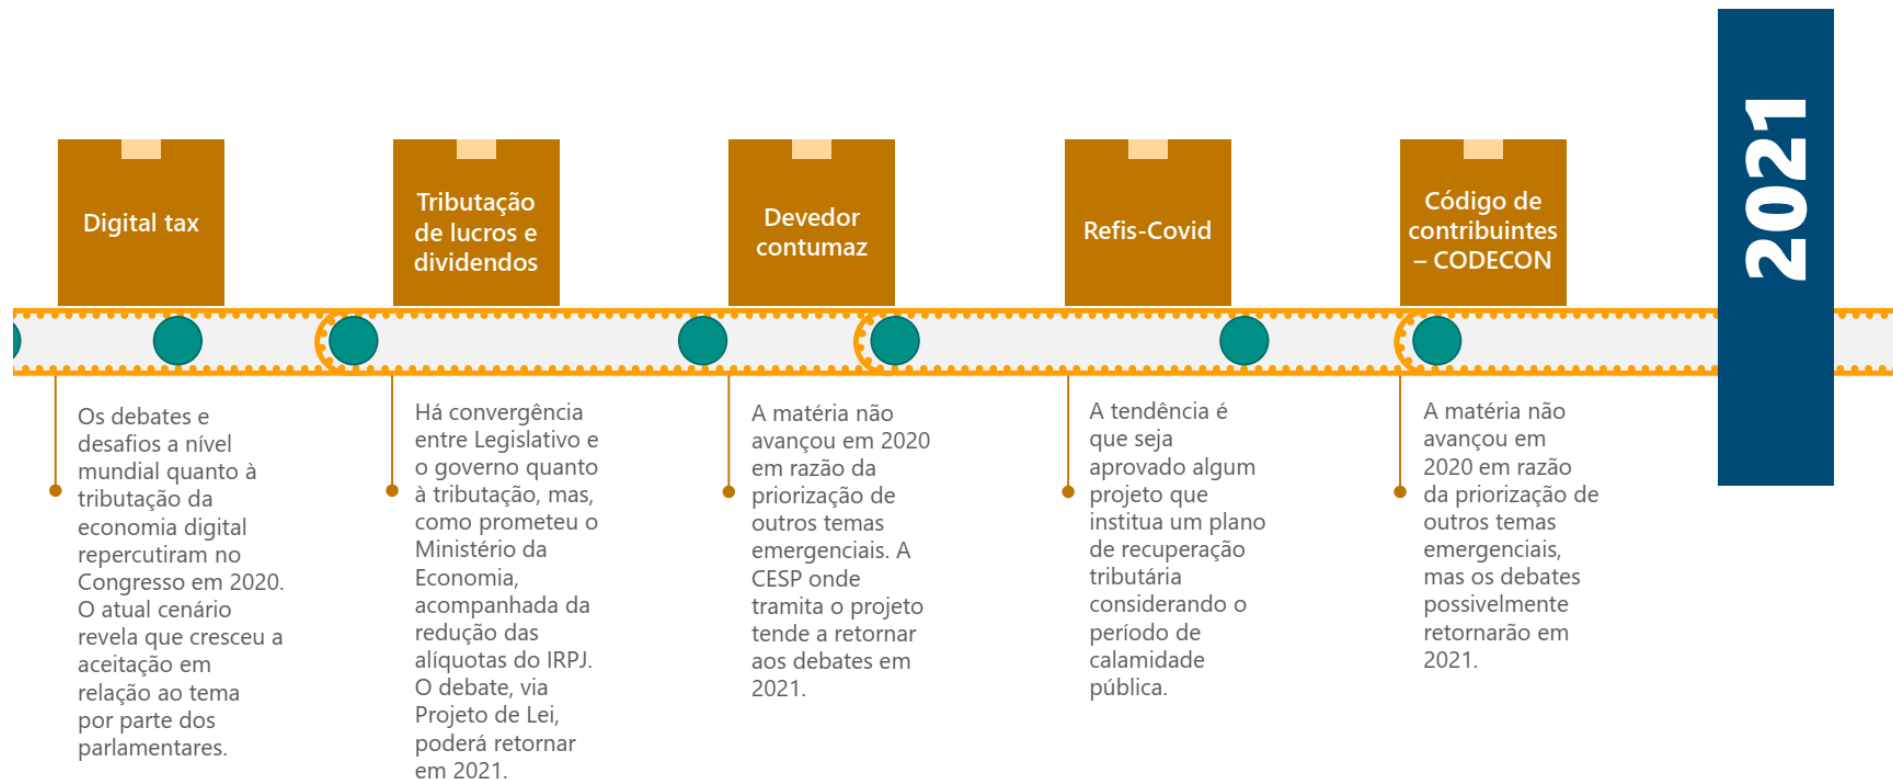 2021
Digital tax
Os debates e
desafios a nível
mundial quanto à
tributação da
economia digital
repercutiram no
Congresso em 2020.
O atual cenário
revela que cresceu a
aceitação em
relação ao tema
por parte dos
parlamentares.
Tributação
de lucros e
dividendos
Há convergência
entre Legislativo e
o governo quanto
à tributação, mas,
como prometeu o
Ministério da
Economia,
acompanhada da
redução das
alíquotas do IRPJ.
O debate, via
Projeto de Lei,
poderá retornar
em 2021.
Devedor
contumaz
A matéria não
avançou em 2020
em razão da
priorização de
outros temas
emergenciais. A
CESP onde
tramita o projeto
tende a retornar
aos debates em
2021.
Refis-Covid
A tendência é
que seja
aprovado algum
projeto que
institua um plano
de recuperação
tributária
considerando o
período de
calamidade
pública.
Código de
contribuintes
– CODECON
A matéria não
avançou em
2020 em razão
da priorização de
outros temas
emergenciais,
mas os debates
possivelmente
retornarão em
2021.